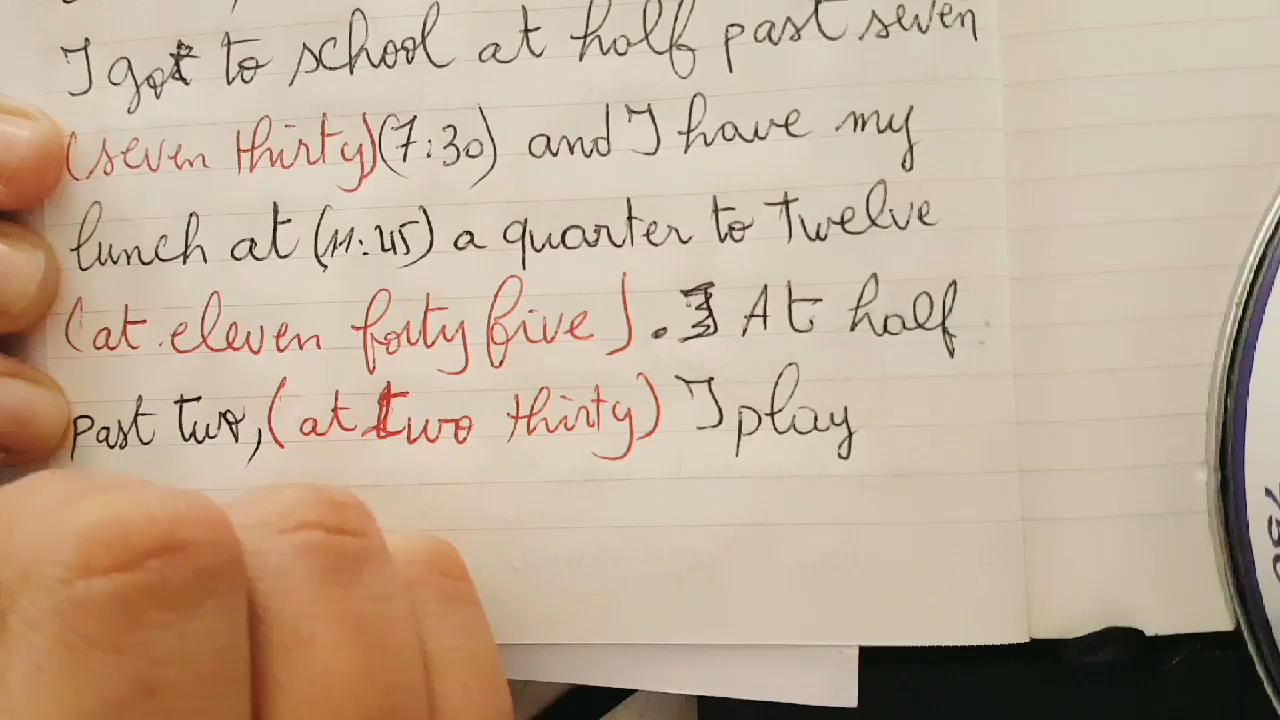 I got to school at half past seven
(seven thirty)(7:30) and I have my
lunch at (11:45) a quarter to twelve
(at eleven forty five). At half
past two, (at two thirty) I play